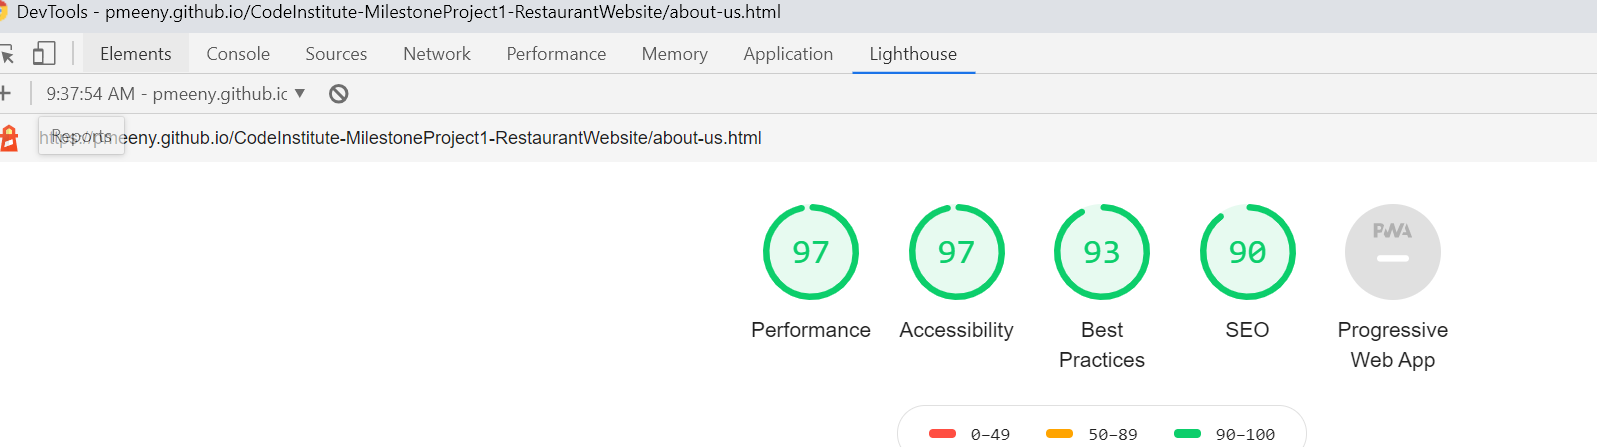 DevTools - pmeeny.github.io/CodeInstitute-MilestoneProject1-RestaurantWebsite/about-us.html
Elements Console Sources Network Performance Memory Application Lighthouse
9:37:54 AM - pmeeny.github.ic
Reports
https://pmeeny.github.io/CodeInstitute-MilestoneProject1-RestaurantWebsite/about-us.html
97 97 93 90 PWA
Performance Accessibility Best Practices SEO Progressive Web App
0–49 50–89 90–100